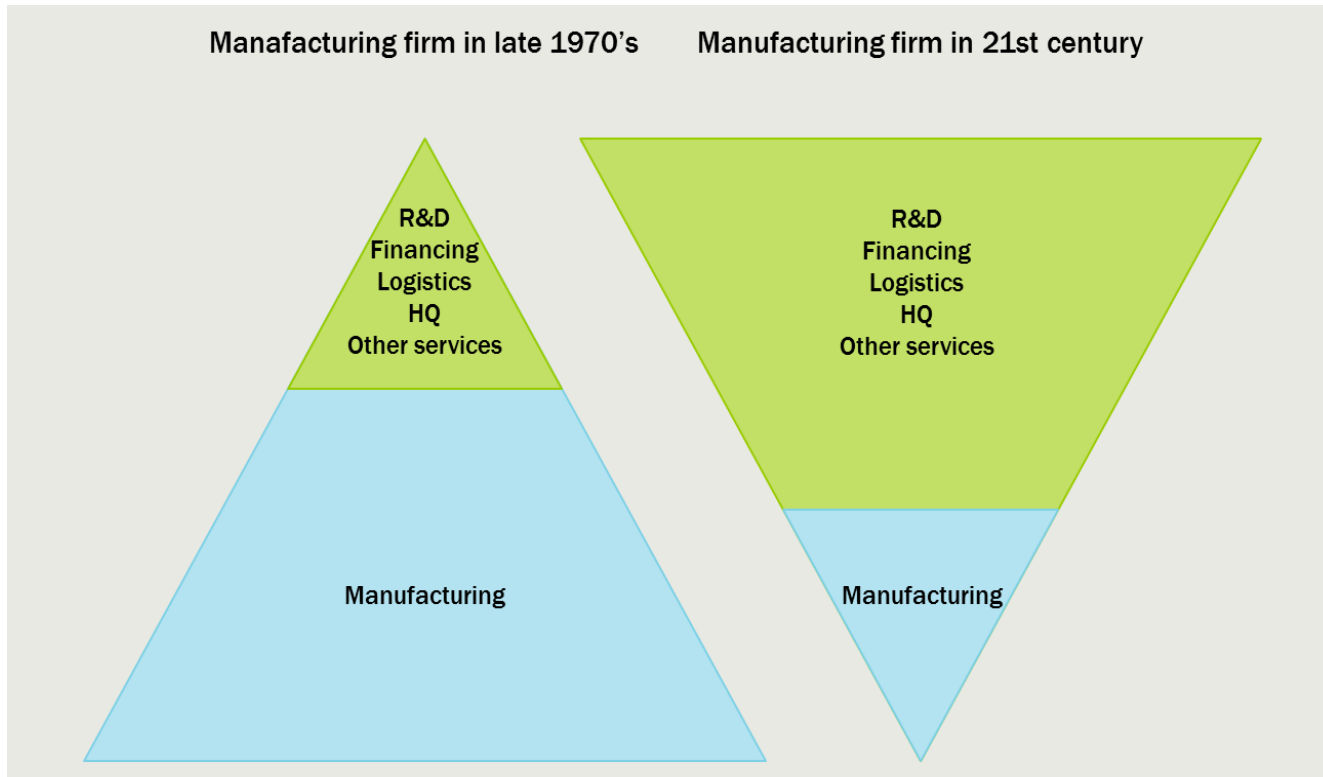 Manafacturing firm in late 1970's
Manufacturing firm in 21st century
R&D
Financing
Logistics
HQ
Other services
Manufacturing
R&D
Financing
Logistics
HQ
Other services
Manufacturing